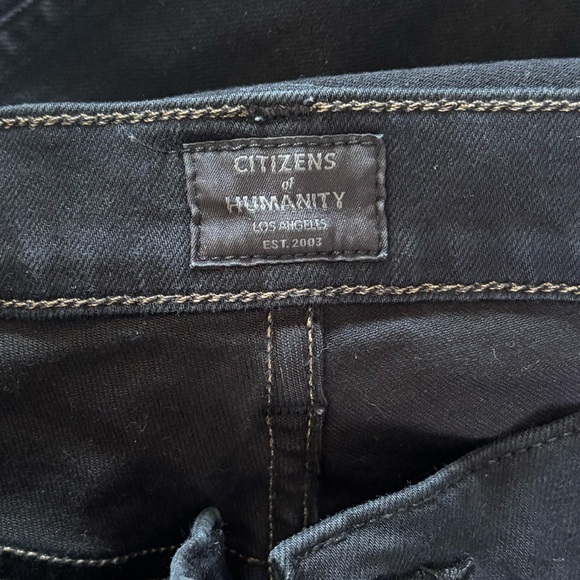 CITIZENS
of
HUMANITY
LOS ANGELES
EST. 2003